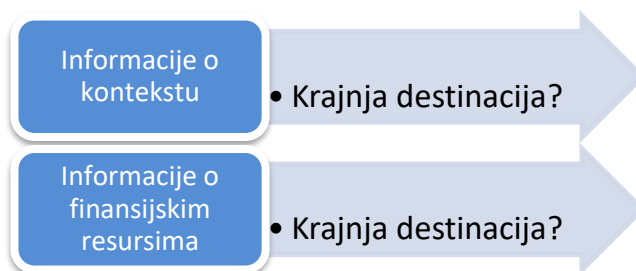 Informacije o
kontekstu
• Krajnja destinacija?
Informacije o
finansijskim
resursima
• Krajnja destinacija?